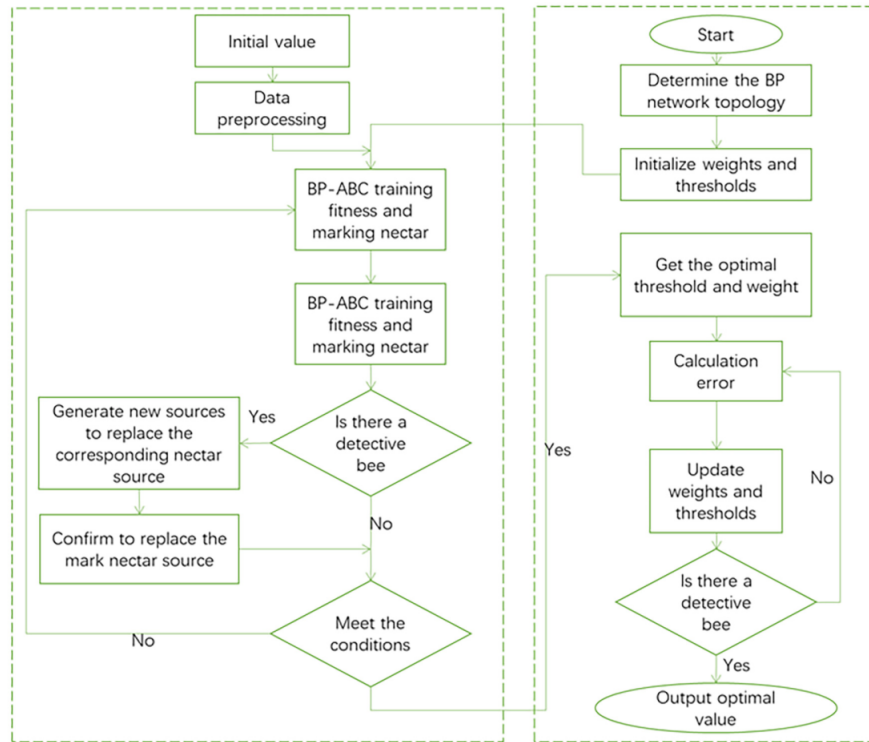 Initial value
Data
preprocessing
BP-ABC training
fitness and
marking nectar
BP-ABC training
fitness and
marking nectar
Is there a
detective
bee
Yes
Generate new sources
to replace the
corresponding nectar
source
Confirm to replace the
mark nectar source
No
Meet the
conditions
No
Yes
Start
Determine the BP
network topology
Initialize weights and
thresholds
Get the optimal
threshold and weight
Calculation
error
Update
weights and
thresholds
No
Is there a
detective
bee
Yes
Output optimal
value